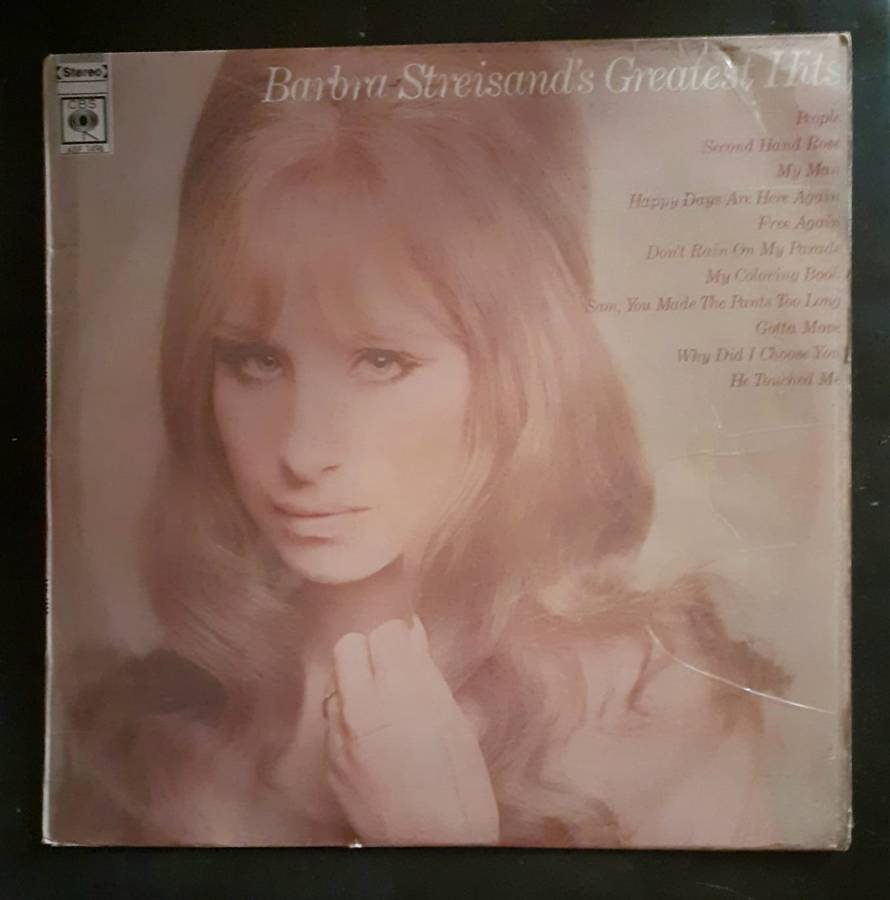 Stereo
CBS
Barbra Streisand's Greatest Hits
People
Second Hand Rose
My Man
Happy Days Are Here Again
Free Again
Don't Rain On My Parade
My Coloring Book
Sam, You Made The Pants Too Long
Gotta Move
Why Did I Choose You
He Touched Me